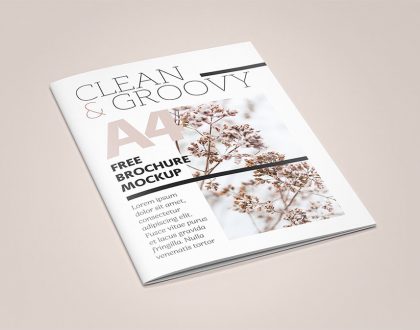 CLEAN
& GROOVY
A4
FREE
BROCHURE
MOCKUP
Lorem ipsum
dolor sit amet,
consectetur
adipiscing elit.
Fusce vitae purus
et lacus gravida
fringilla. Nulla
venenatis tortor